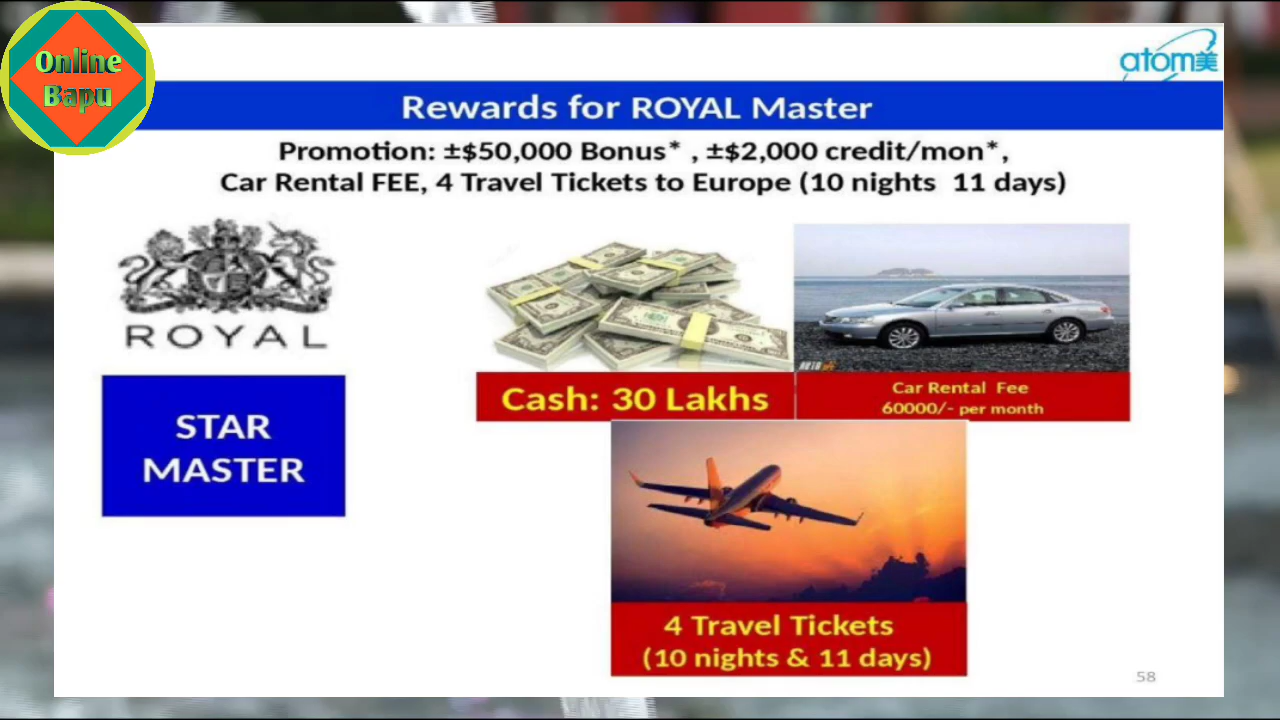 Online
Bapu
atom美
Rewards for ROYAL Master
Promotion: ±$50,000 Bonus* , ±$2,000 credit/mon*,
Car Rental FEE, 4 Travel Tickets to Europe (10 nights 11 days)
ROYAL
STAR
MASTER
Cash: 30 Lakhs
Car Rental Fee
60000/- per month
4 Travel Tickets
(10 nights & 11 days)
58